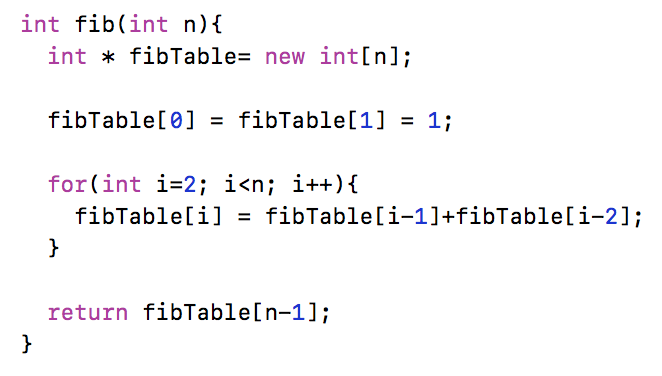 int fib(int n){
int * fibTable= new int[n];
fibTable[0] = fibTable[1] = 1;
for(int i=2; i<n; i++){
fibTable[i] = fibTable[i-1]+fibTable[i-2];
}
return fibTable[n-1];
}